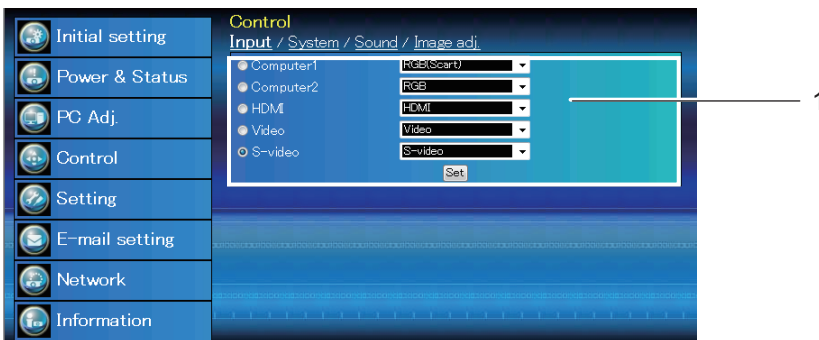 Initial setting
Power & Status
PC Adj.
Control
Setting
E-mail setting
Network
Information
Control
Input / System / Sound / Image adj.
Computer1 RGB(Scart)
Computer2 RGB
HDMI HDMI
Video Video
S-video S-video
Set
1